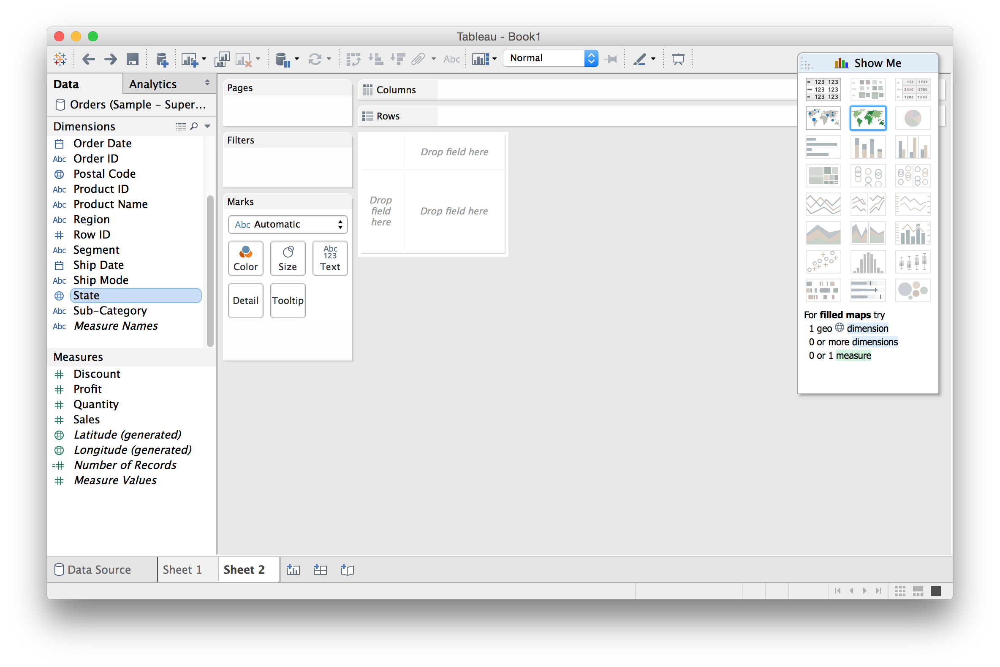 Tableau - Book1
Abc
Normal
Show Me
Data
Analytics
Orders (Sample - Super...
Dimensions
Order Date
Abc Order ID
Postal Code
Abc Product ID
Abc Product Name
Abc Region
Row ID
Abc Segment
Ship Date
Abc Ship Mode
State
Abc Sub-Category
Abc Measure Names
Measures
Discount
Profit
Quantity
Sales
Latitude (generated)
Longitude (generated)
Number of Records
Measure Values
Pages
Filters
Marks
Abc Automatic
Color
Size
Abc
123
Text
Detail
Tooltip
Columns
Rows
Drop field here
Drop
field
here
Drop field here
123 123
123 123
123 123
172 1233
3410 5700
1202 1243
For filled maps try
1 geo dimension
0 or more dimensions
0 or 1 measure
Data Source
Sheet 1
Sheet 2